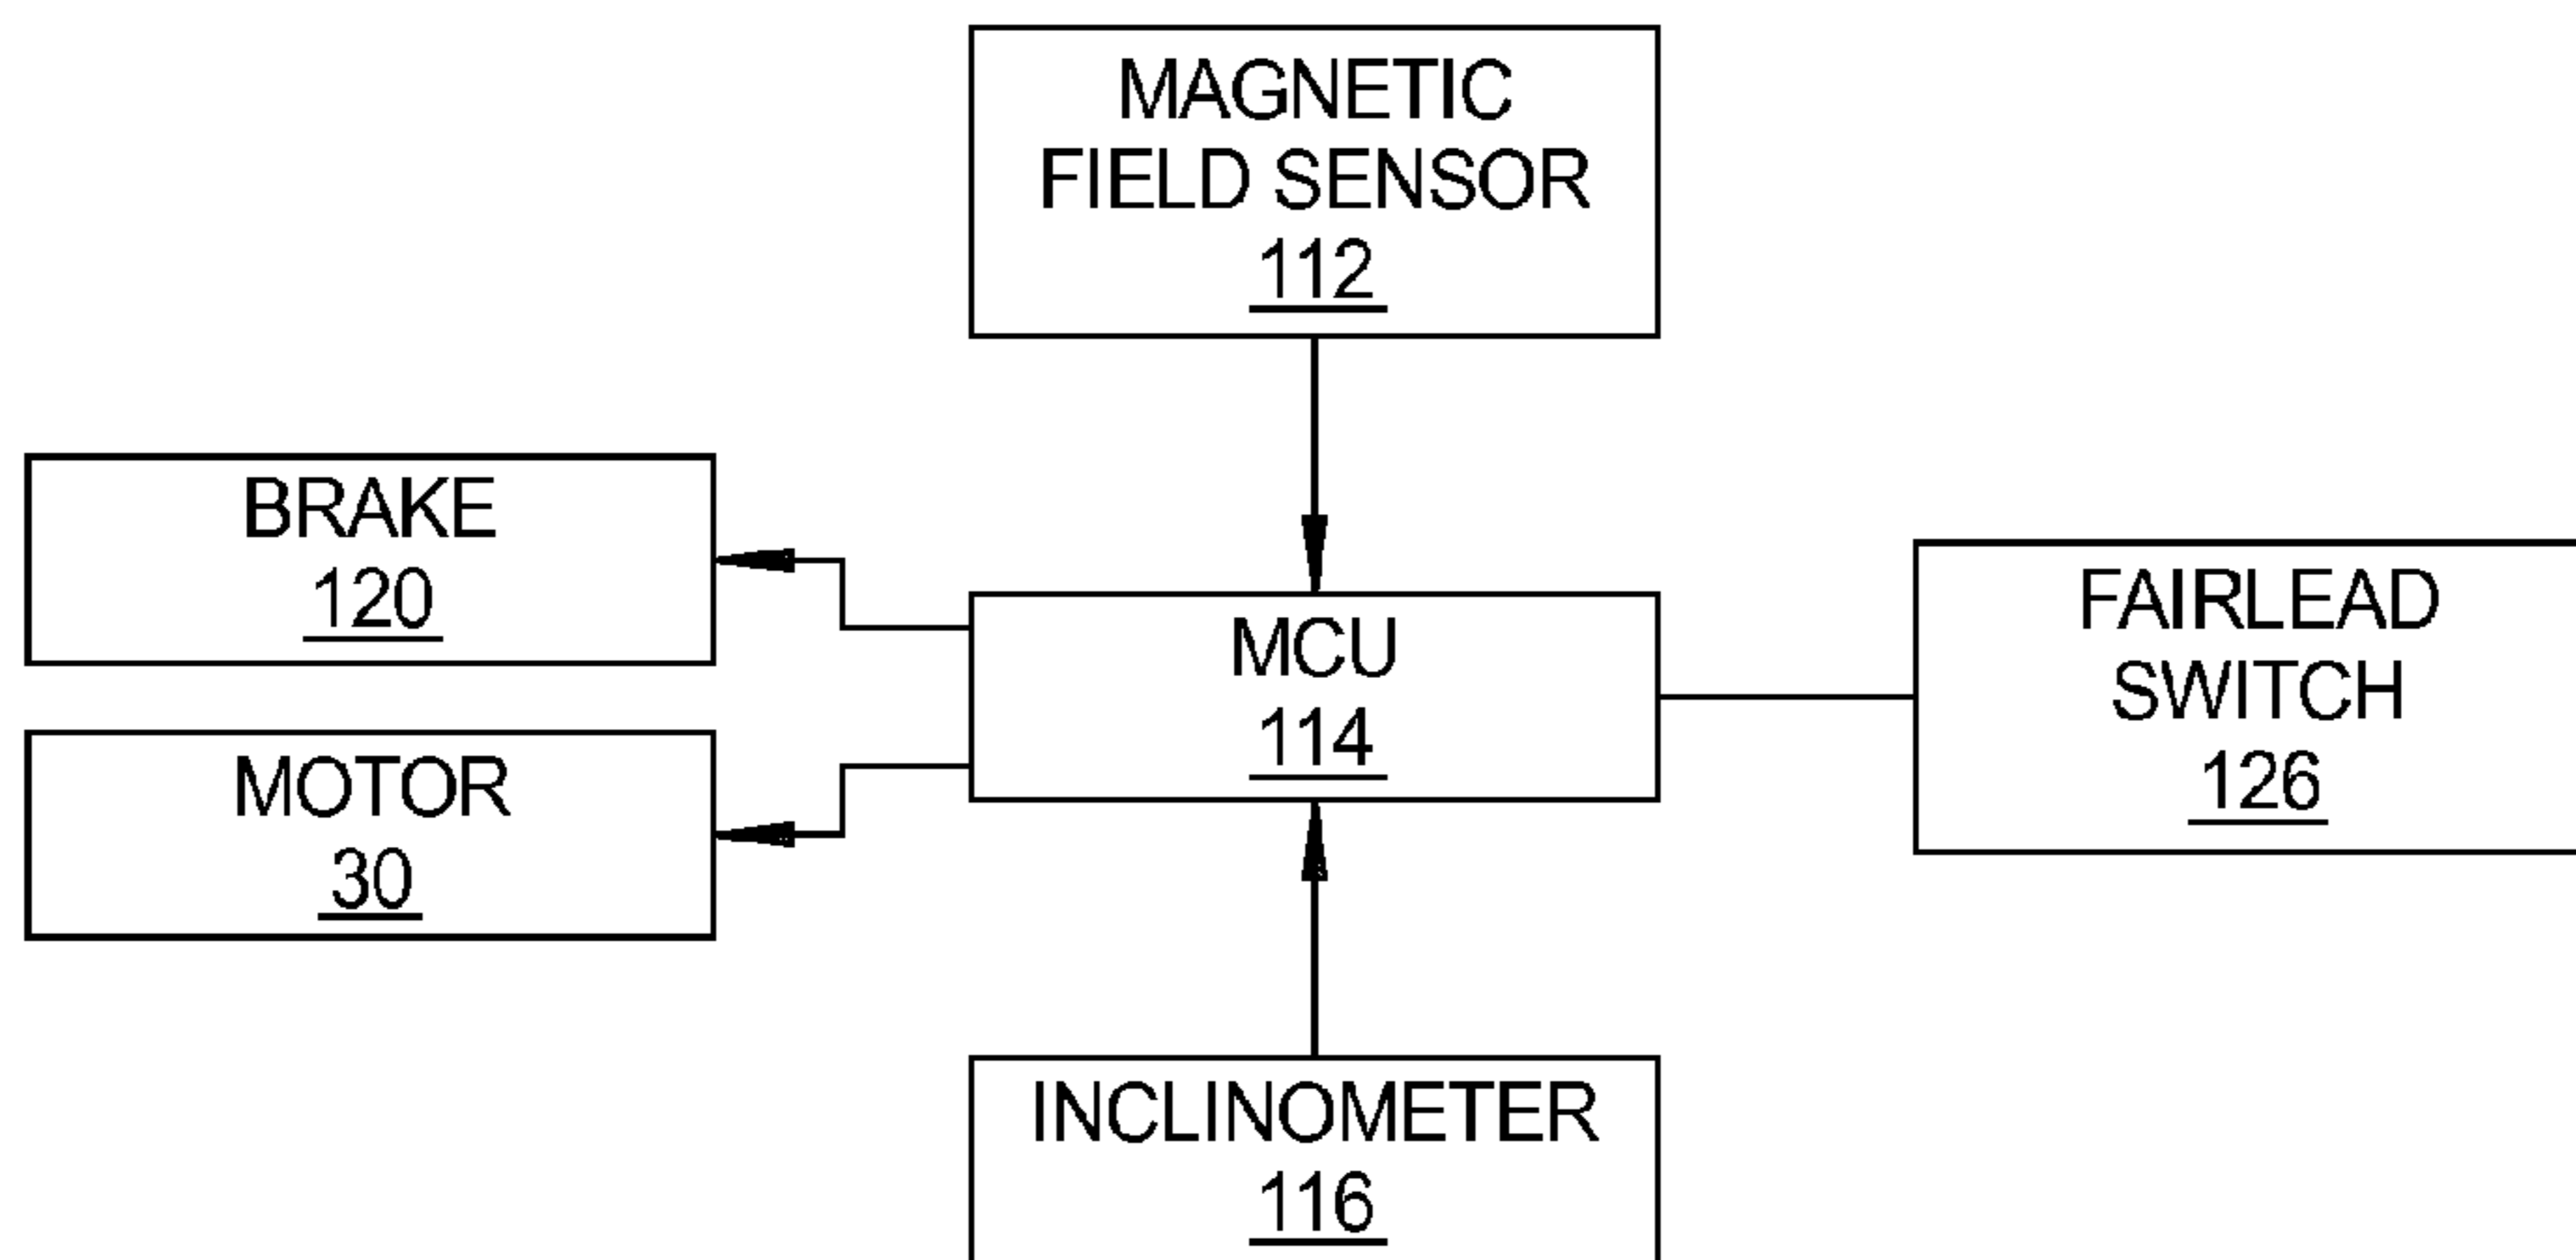 MAGNETIC
FIELD SENSOR
112
BRAKE
120
MOTOR
30
MCU
114
FAIRLEAD
SWITCH
126
INCLINOMETER
116